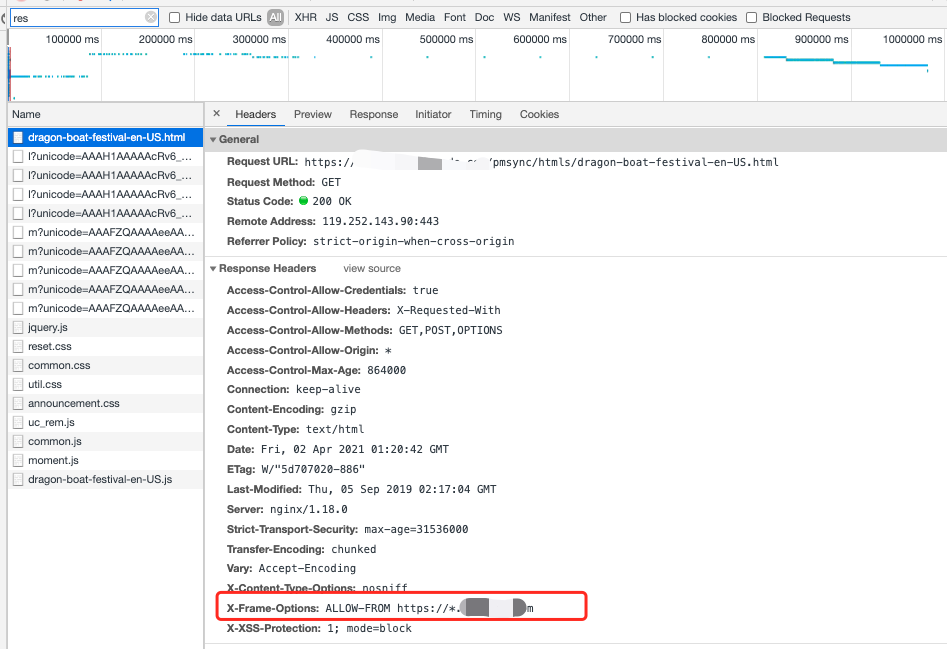 res Hide data URLs All XHR JS CSS Img Media Font Doc WS Manifest Other Has blocked cookies Blocked Requests
100000 ms 200000 ms 300000 ms 400000 ms 500000 ms 600000 ms 700000 ms 800000 ms 900000 ms 1000000 ms
Name
dragon-boat-festival-en-US.html
l?unicode=AAAH1AAAAAcRv6_...
l?unicode=AAAH1AAAAAcRv6_...
l?unicode=AAAH1AAAAAcRv6_...
l?unicode=AAAH1AAAAAcRv6_...
m?unicode=AAAFZQAAAAeeAA...
m?unicode=AAAFZQAAAAeeAA...
m?unicode=AAAFZQAAAAeeAA...
m?unicode=AAAFZQAAAAeeAA...
m?unicode=AAAFZQAAAAeeAA...
jquery.js
reset.css
common.css
util.css
announcement.css
uc_rem.js
common.js
moment.js
dragon-boat-festival-en-US.js
× Headers Preview Response Initiator Timing Cookies
General
Request URL: https:/ /pmsync/htmls/dragon-boat-festival-en-US.html
Request Method: GET
Status Code: 200 OK
Remote Address: 119.252.143.90:443
Referrer Policy: strict-origin-when-cross-origin
Response Headers view source
Access-Control-Allow-Credentials: true
Access-Control-Allow-Headers: X-Requested-With
Access-Control-Allow-Methods: GET,POST,OPTIONS
Access-Control-Allow-Origin: *
Access-Control-Max-Age: 864000
Connection: keep-alive
Content-Encoding: gzip
Content-Type: text/html
Date: Fri, 02 Apr 2021 01:20:42 GMT
ETag: W/"5d707020-886"
Last-Modified: Thu, 05 Sep 2019 02:17:04 GMT
Server: nginx/1.18.0
Strict-Transport-Security: max-age=31536000
Transfer-Encoding: chunked
Vary: Accept-Encoding
X-Content-Type-Options: nosniff
X-Frame-Options: ALLOW-FROM https://*. m
X-XSS-Protection: 1; mode=block